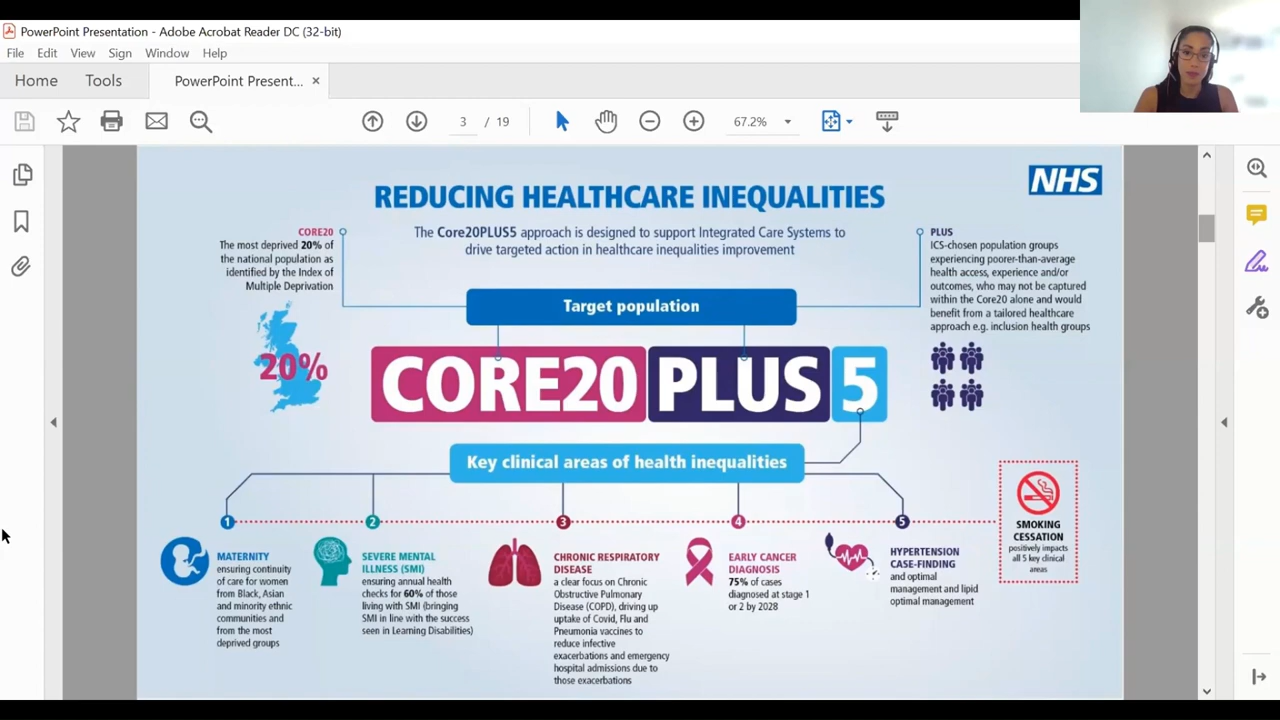 PowerPoint Presentation - Adobe Acrobat Reader DC (32-bit)
File Edit View Sign Window Help
Home Tools PowerPoint Present... ×
3 / 19 67.2%
NHS
REDUCING HEALTHCARE INEQUALITIES
The Core20PLUS5 approach is designed to support Integrated Care Systems to
drive targeted action in healthcare inequalities improvement
CORE20
The most deprived 20% of
the national population as
identified by the Index of
Multiple Deprivation
20%
PLUS
ICS-chosen population groups
experiencing poorer-than-average
health access, experience and/or
outcomes, who may not be captured
within the Core20 alone and would
benefit from a tailored healthcare
approach e.g. inclusion health groups
Target population
CORE20 PLUS 5
Key clinical areas of health inequalities
1
MATERNITY
ensuring continuity
of care for women
from Black, Asian
and minority ethnic
communities and
from the most
deprived groups
2
SEVERE MENTAL
ILLNESS (SMI)
ensuring annual health
checks for 60% of those
living with SMI (bringing
SMI in line with the success
seen in Learning Disabilities)
3
CHRONIC RESPIRATORY
DISEASE
a clear focus on Chronic
Obstructive Pulmonary
Disease (COPD), driving up
uptake of Covid, Flu and
Pneumonia vaccines to
reduce infective
exacerbations and emergency
hospital admissions due to
those exacerbations
4
EARLY CANCER
DIAGNOSIS
75% of cases
diagnosed at stage 1
or 2 by 2028
5
HYPERTENSION
CASE-FINDING
and optimal
management and lipid
optimal management
SMOKING
CESSATION
positively impacts
all 5 key clinical
areas